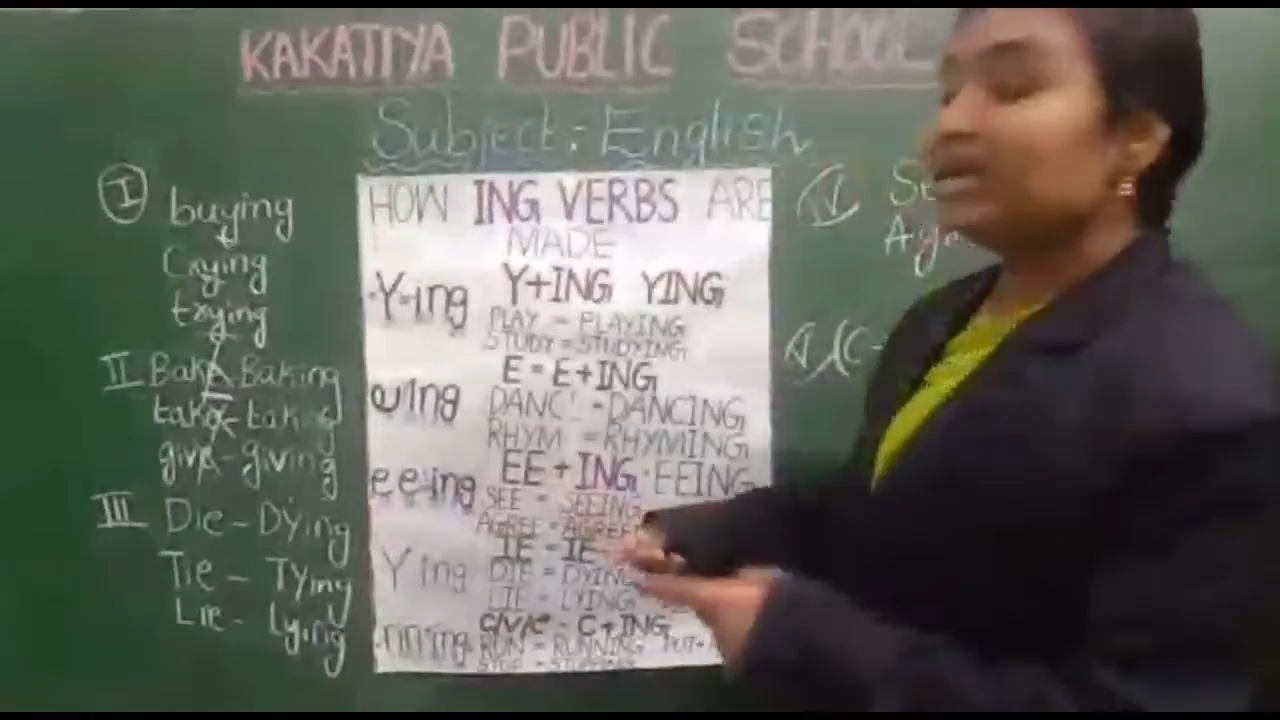 KAKATIYA PUBLIC SCHOOL
Subject: English
I buying
Crying
trying
II Bake-Baking
take-taking
give-giving
III Die-Dying
Tie-Tying
Lie-Lying
HOW ING VERBS ARE
MADE
Y-ing Y+ING YING
PLAY = PLAYING
STUDY = STUDYING
E = E+ING
DANC' = DANCING
RHYM = RHYMING
ee-ing EE + ING-EEING
SEE = SEEING
AGREE = AGREE
Ying IE - IE
DIE = DYING
LIE = LYING
C/V/C - C+ING
RUN = RUNNING PUT=
STOP =